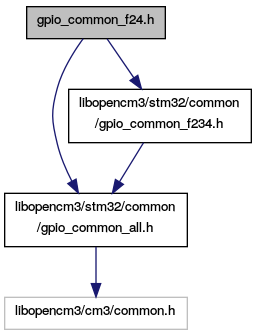 gpio_common_f24.h
libopencm3/stm32/common
/gpio_common_f234.h
libopencm3/stm32/common
/gpio_common_all.h
libopencm3/cm3/common.h